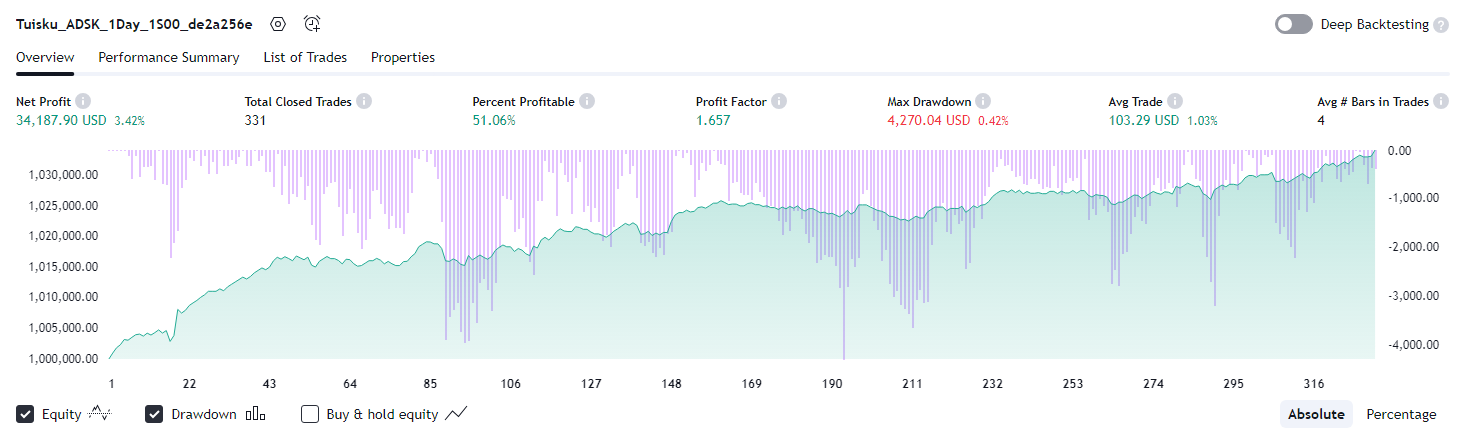 Tuisku_ADSK_1Day_1S00_de2a256e Deep Backtesting ?
Overview Performance Summary List of Trades Properties
Net Profit i Total Closed Trades i Percent Profitable i Profit Factor i Max Drawdown i Avg Trade i Avg # Bars in Trades i
34,187.90 USD 3.42% 331 51.06% 1.657 4,270.04 USD 0.42% 103.29 USD 1.03% 4
0.00
1,030,000.00
1,025,000.00 -1,000.00
1,020,000.00 -2,000.00
1,015,000.00
1,010,000.00 -3,000.00
1,005,000.00 -4,000.00
1,000,000.00
1 22 43 64 85 106 127 148 169 190 211 232 253 274 295 316
Equity Drawdown Buy & hold equity Absolute Percentage